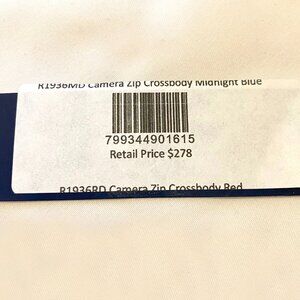 R1936MD Camera Zip Crossbody Midnight Blue
799344901615
Retail Price $278
R1936RD Camera Zip Crossbody Red